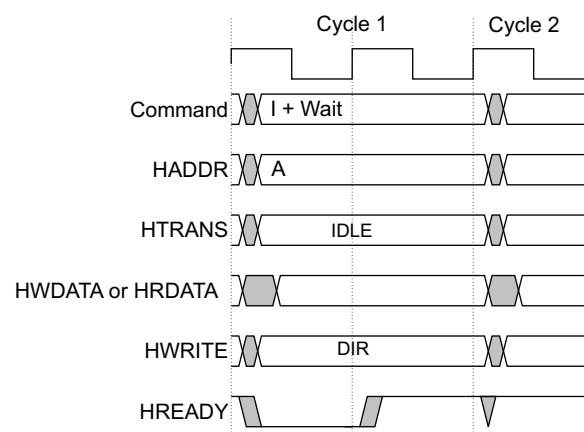 Cycle 1 Cycle 2
Command I + Wait
HADDR A
HTRANS IDLE
HWDATA or HRDATA
HWRITE DIR
HREADY